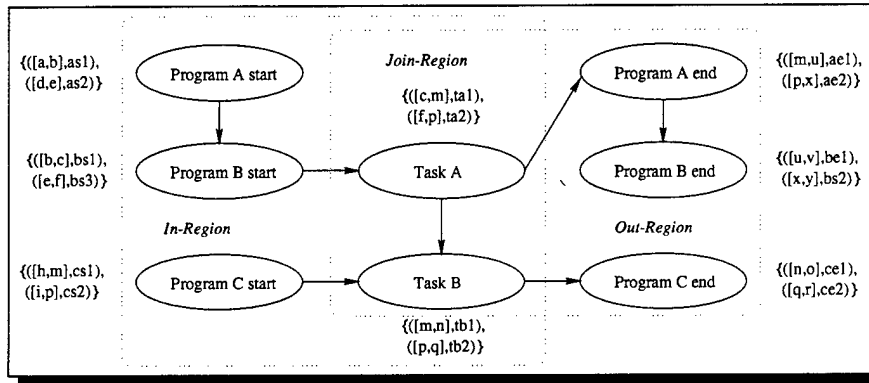 {([a,b],as1),
([d,e],as2)}
Program A start
Join-Region
{([c,m],ta1),
([f,p],ta2)}
Program A end
{([m,u],ae1),
([p,x],ae2)}
{([b,c],bs1),
([e,f],bs3)}
Program B start
Task A
Program B end
{([u,v],be1),
([x,y],bs2)}
In-Region
Out-Region
{([h,m],cs1),
([i,p],cs2)}
Program C start
Task B
Program C end
{([n,o],ce1),
([q,r],ce2)}
{([m,n],tb1),
([p,q],tb2)}